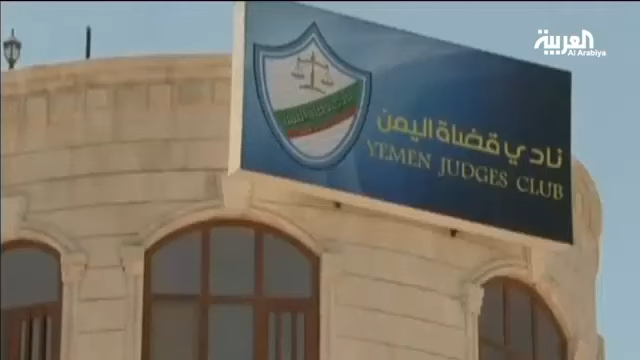 العربية
Al Arabiya
نادي قضاة اليمن
YEMEN JUDGES CLUB